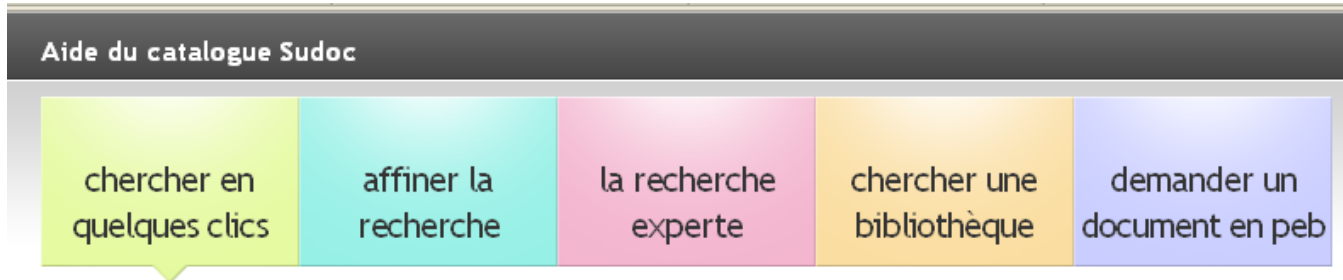 Aide du catalogue Sudoc
chercher en
quelques clics
affiner la
recherche
la recherche
experte
chercher une
bibliothèque
demander un
document en peb